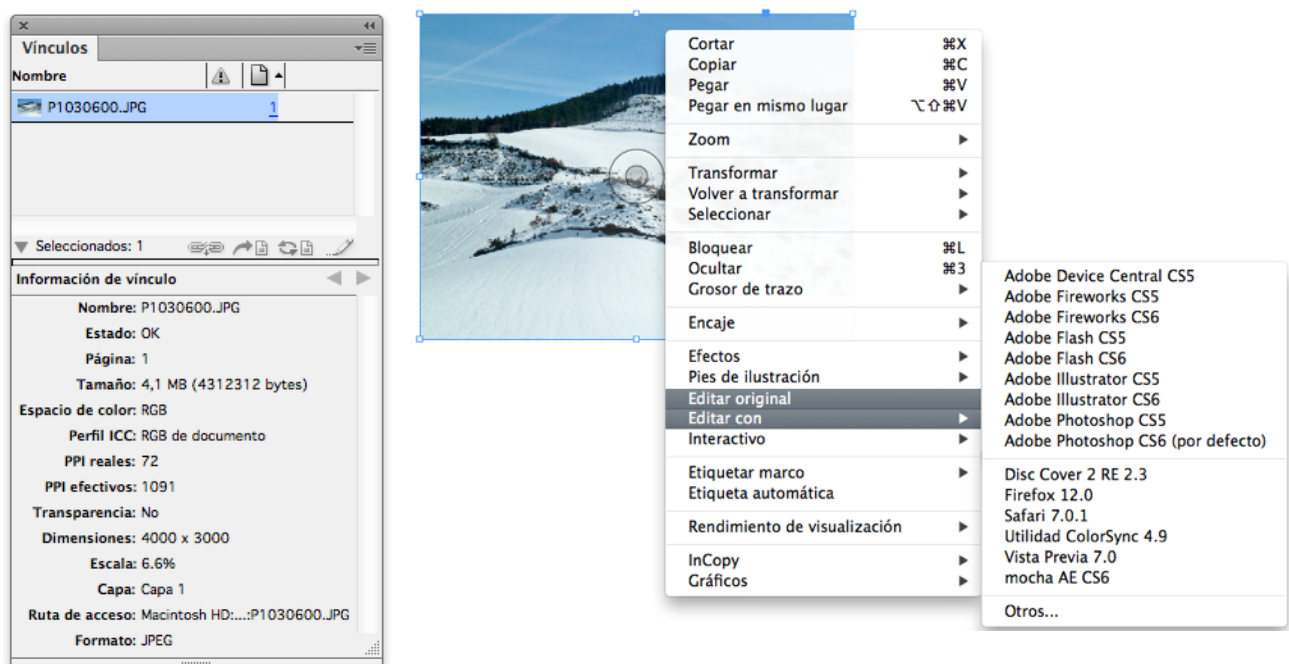 Vínculos
Nombre
P1030600.JPG 1
Seleccionados: 1
Información de vínculo
Nombre: P1030600.JPG
Estado: OK
Página: 1
Tamaño: 4,1 MB (4312312 bytes)
Espacio de color: RGB
Perfil ICC: RGB de documento
PPI reales: 72
PPI efectivos: 1091
Transparencia: No
Dimensiones: 4000 x 3000
Escala: 6.6%
Capa: Capa 1
Ruta de acceso: Macintosh HD:...:P1030600.JPG
Formato: JPEG
Cortar ⌘X
Copiar ⌘C
Pegar ⌘V
Pegar en mismo lugar ⌥⇧⌘V
Zoom
Transformar
Volver a transformar
Seleccionar
Bloquear ⌘L
Ocultar ⌘3
Grosor de trazo
Encaje
Efectos
Pies de ilustración
Editar original
Editar con
Interactivo
Etiquetar marco
Etiqueta automática
Rendimiento de visualización
InCopy
Gráficos
Adobe Device Central CS5
Adobe Fireworks CS5
Adobe Fireworks CS6
Adobe Flash CS5
Adobe Flash CS6
Adobe Illustrator CS5
Adobe Illustrator CS6
Adobe Photoshop CS5
Adobe Photoshop CS6 (por defecto)
Disc Cover 2 RE 2.3
Firefox 12.0
Safari 7.0.1
Utilidad ColorSync 4.9
Vista Previa 7.0
mocha AE CS6
Otros...